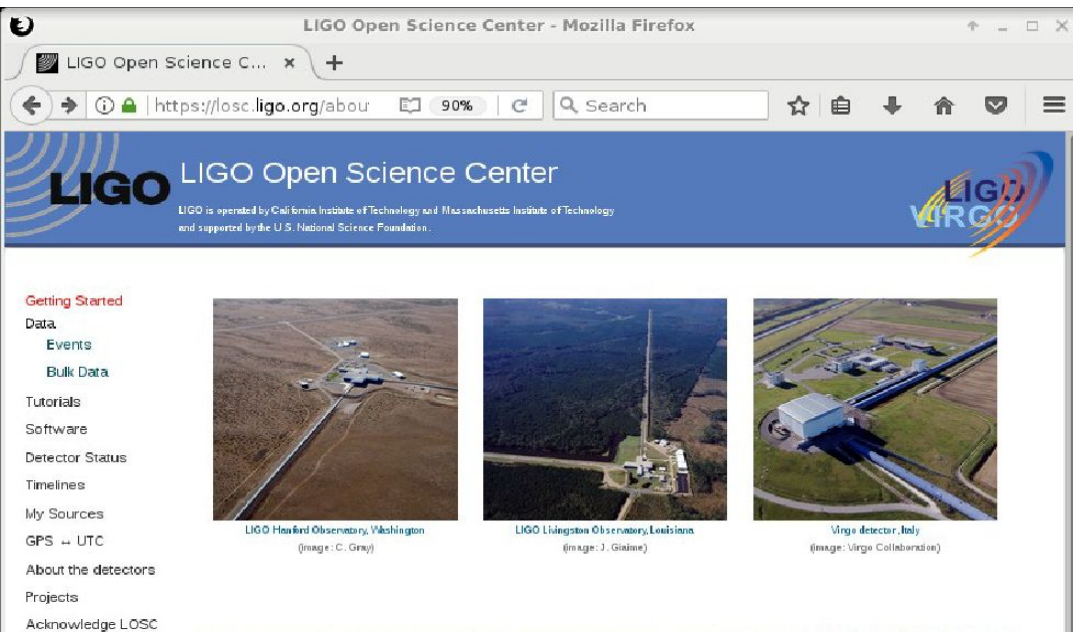 LIGO Open Science Center - Mozilla Firefox
LIGO Open Science C...
https://losc.ligo.org/abou
90%
Search
LIGO
LIGO Open Science Center
LIGO is operated by California Institute of Technology and Massachusetts Institute of Technology
and supported by the U.S. National Science Foundation.
LIGO
VIRGO
Getting Started
Data
Events
Bulk Data
Tutorials
Software
Detector Status
Timelines
My Sources
GPS ↔ UTC
About the detectors
Projects
Acknowledge LOSC
LIGO Hanford Observatory, Washington
(image: C. Gray)
LIGO Livingston Observatory, Louisiana
(image: J. Giaime)
Virgo detector, Italy
(image: Virgo Collaboration)